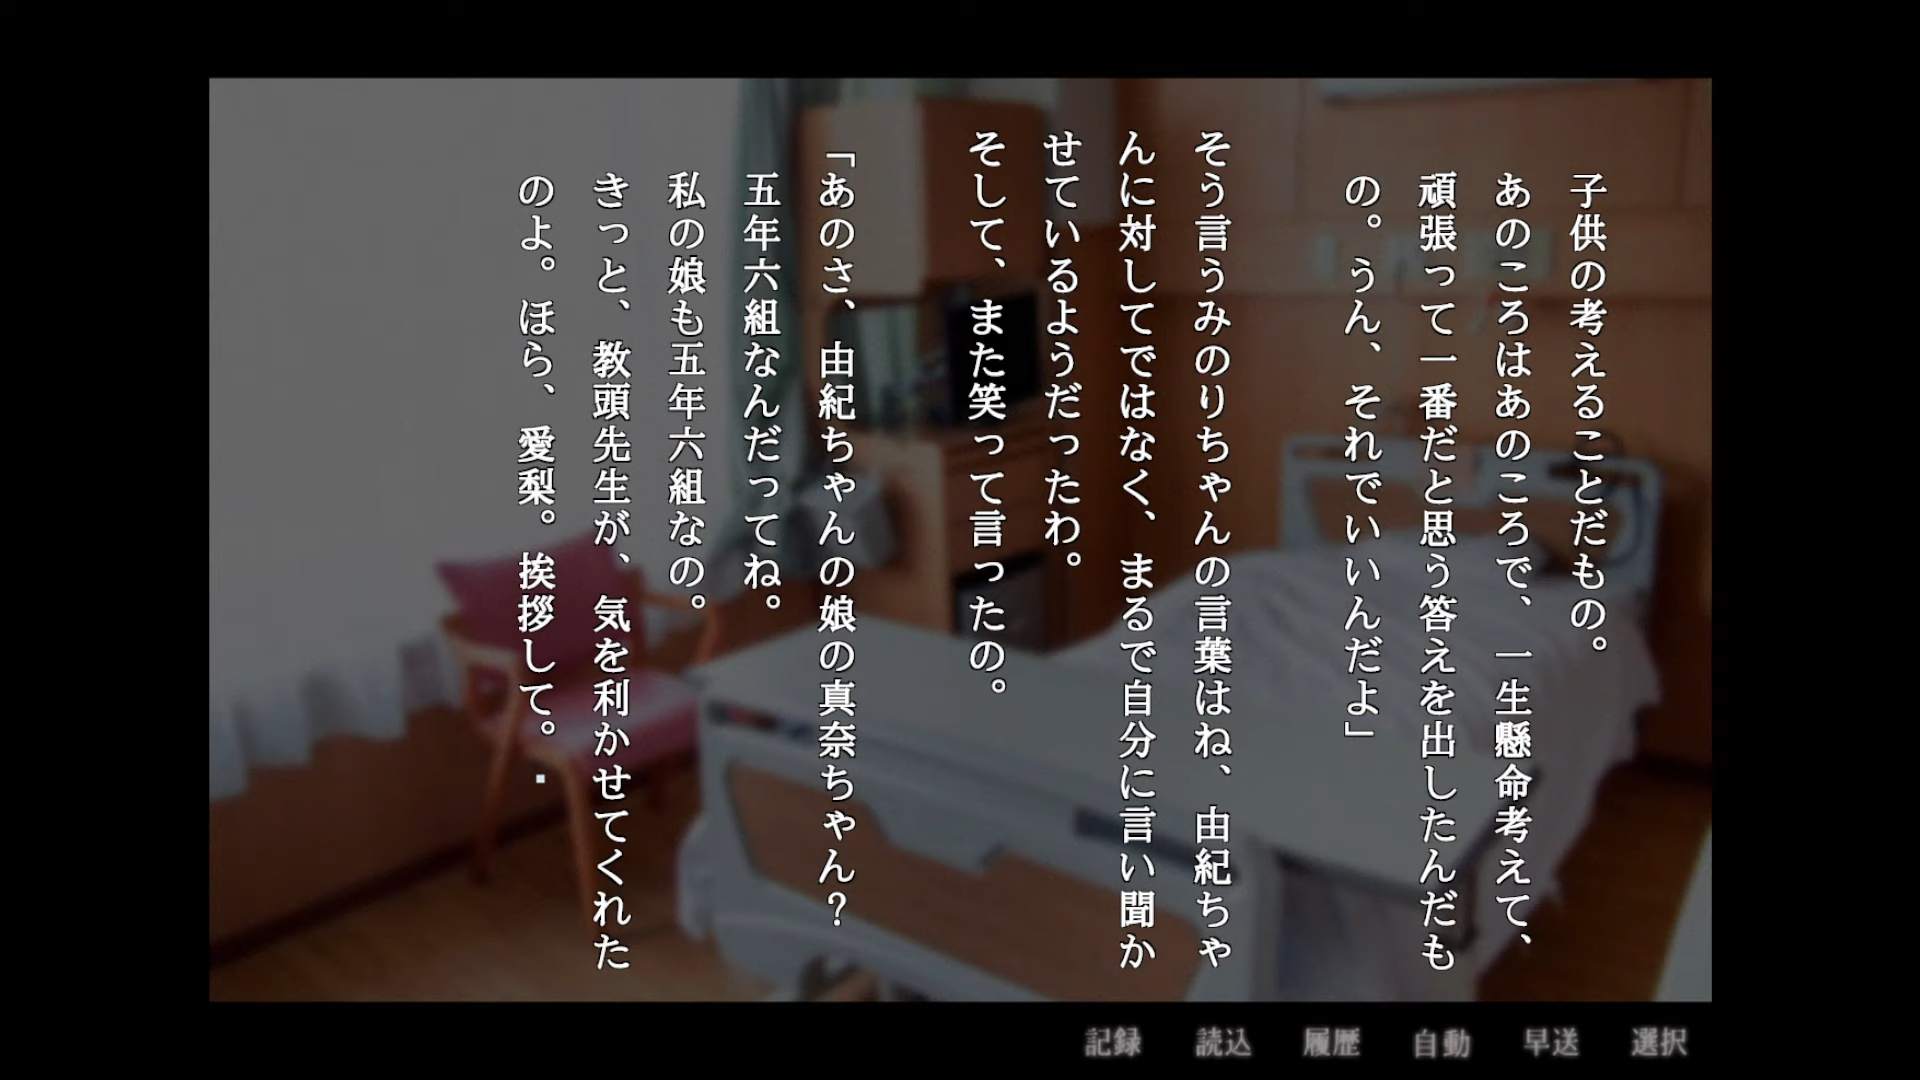 子供の考えることだもの。
あのころはあのころで、一生懸命考えて、
頑張って一番だと思う答えを出したんだも
の。うん、それでいいんだよ」
そう言うみのりちゃんの言葉はね、由紀ちゃ
んに対してではなく、まるで自分に言い聞か
せているようだったわ。
そして、また笑って言ったの。
「あのさ、由紀ちゃんの娘の真奈ちゃん？
五年六組なんだってね。
私の娘も五年六組なの。
きっと、教頭先生が、気を利かせてくれた
のよ。ほら、愛梨。挨拶して。
記録 読込 履歴 自動 早送 選択